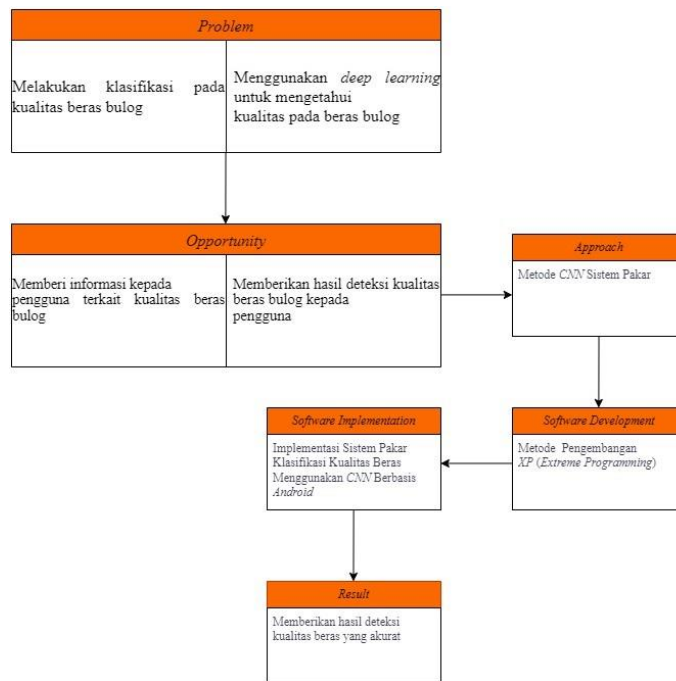 Problem
Melakukan klasifikasi pada
kualitas beras bulog
Menggunakan deep learning
untuk mengetahui
kualitas pada beras bulog
Opportunity
Memberi informasi kepada
pengguna terkait kualitas beras
bulog
Memberikan hasil deteksi kualitas
beras bulog kepada
pengguna
Approach
Metode CNN Sistem Pakar
Software Development
Metode Pengembangan
XP (Extreme Programming)
Software Implementation
Implementasi Sistem Pakar
Klasifikasi Kualitas Beras
Menggunakan CNN Berbasis
Android
Result
Memberikan hasil deteksi
kualitas beras yang akurat